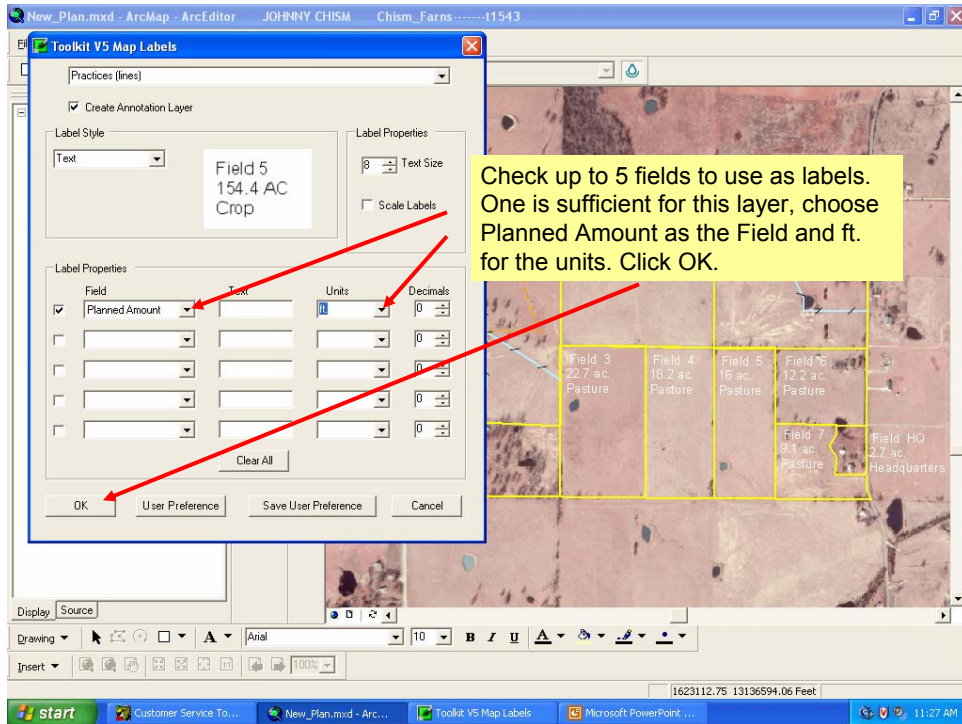 New_Plan.mxd - ArcMap - ArcEditor JOHNNY CHISM Chism_Farns-------t1543
Toolkit V5 Map Labels
Practices (lines)
Create Annotation Layer
Label Style
Text
Field 5
154.4 AC
Crop
Label Properties
8 Text Size
Scale Labels
Check up to 5 fields to use as labels.
One is sufficient for this layer, choose
Planned Amount as the Field and ft.
for the units. Click OK.
Label Properties
Field Text Units Decimals
Planned Amount ft. 0
0
0
0
0
Clear All
OK User Preference Save User Preference Cancel
Field 3
22.7 ac.
Pasture
Field 4
18.2 ac.
Pasture
Field 5
16 ac.
Pasture
Field 6
12.2 ac.
Pasture
Field 7
9.1 ac.
Pasture
Field HQ
2.7 ac.
Headquarters
Display Source
Drawing A Arial 10 B I U A
Insert 100%
1623112.75 13136594.06 Feet
start Customer Service To... New_Plan.mxd - Arc... Toolkit V5 Map Labels Microsoft PowerPoint ... 11:27 AM